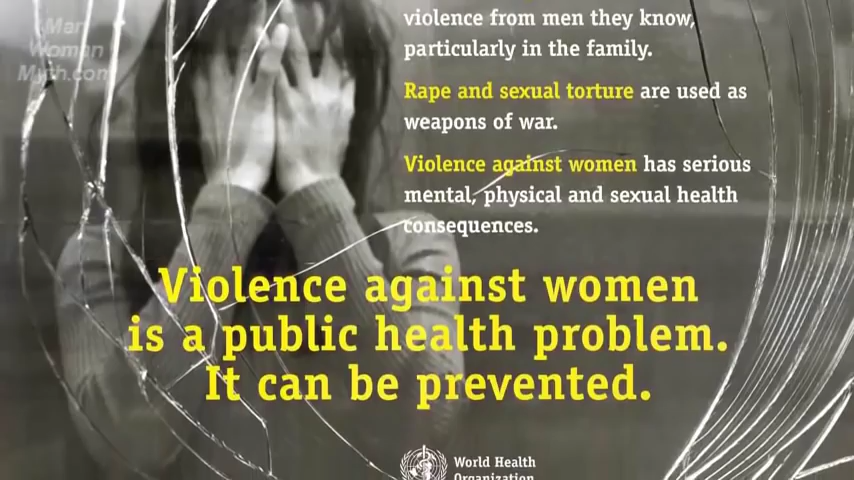 Man
Woman
Myth.com
violence from men they know,
particularly in the family.
Rape and sexual torture are used as
weapons of war.
Violence against women has serious
mental, physical and sexual health
consequences.
Violence against women
is a public health problem.
It can be prevented.
World Health
Organization